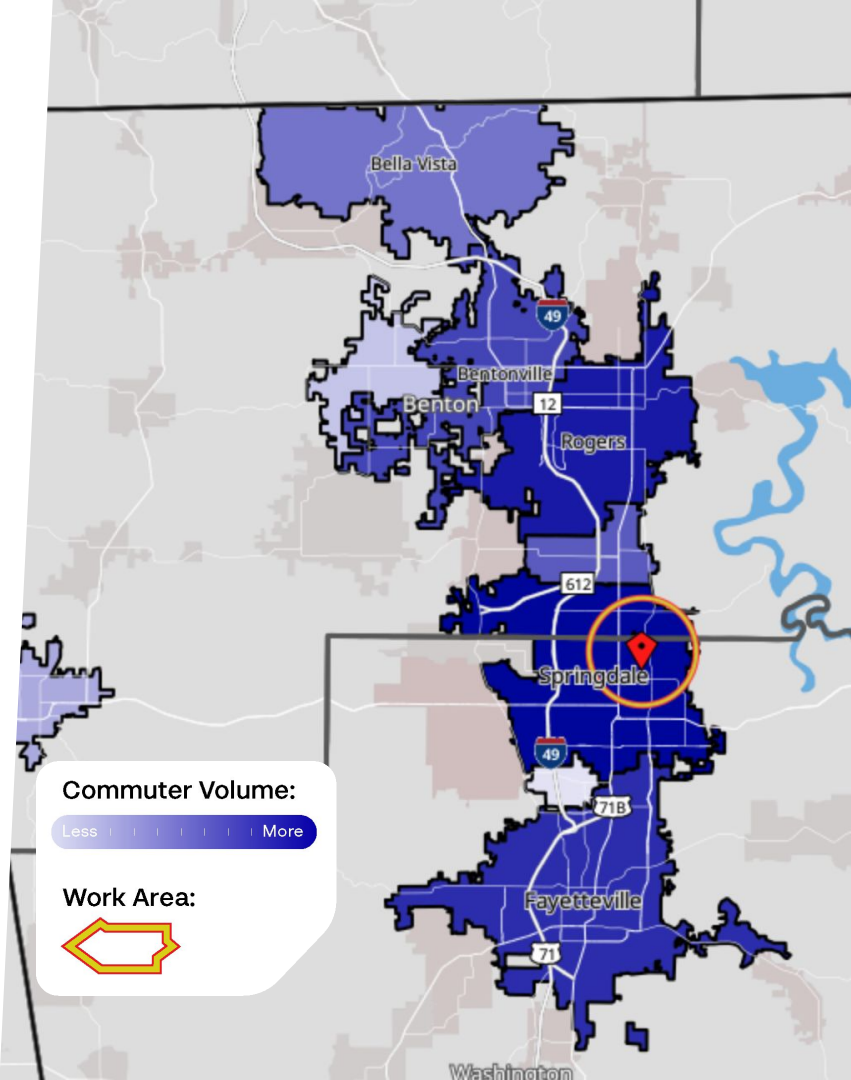 Bella Vista
49
Bentonville
Benton
12
Rogers
612
Springdale
49
Commuter Volume:
71B
Less
More
Work Area:
Fayetteville
71
Washington